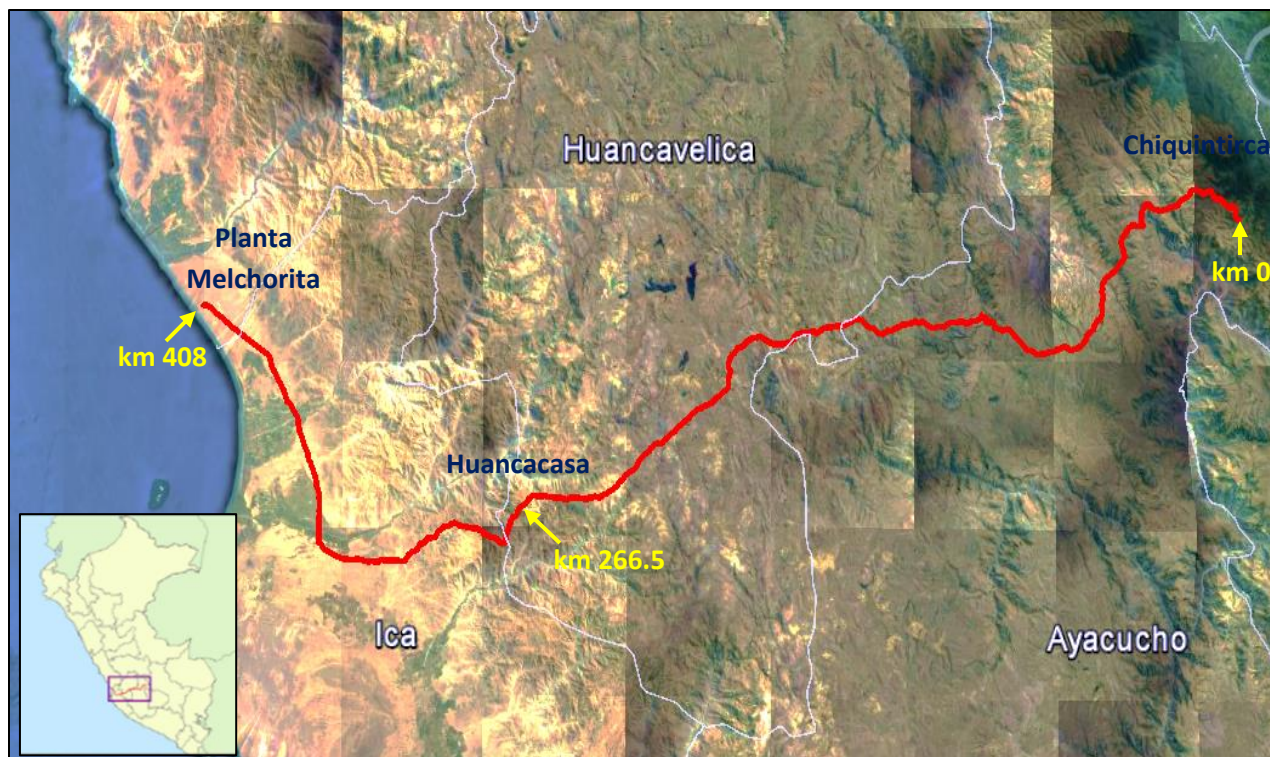 Huancavelica
Chiquintirca
Planta
Melchorita
km 0
km 408
Huancacasa
km 266.5
Ica
Ayacucho